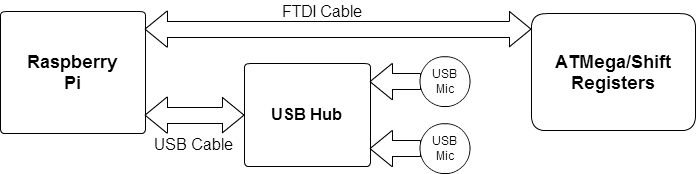 FTDI Cable
Raspberry
Pi
ATMega/Shift
Registers
USB
Mic
USB Hub
USB Cable
USB
Mic